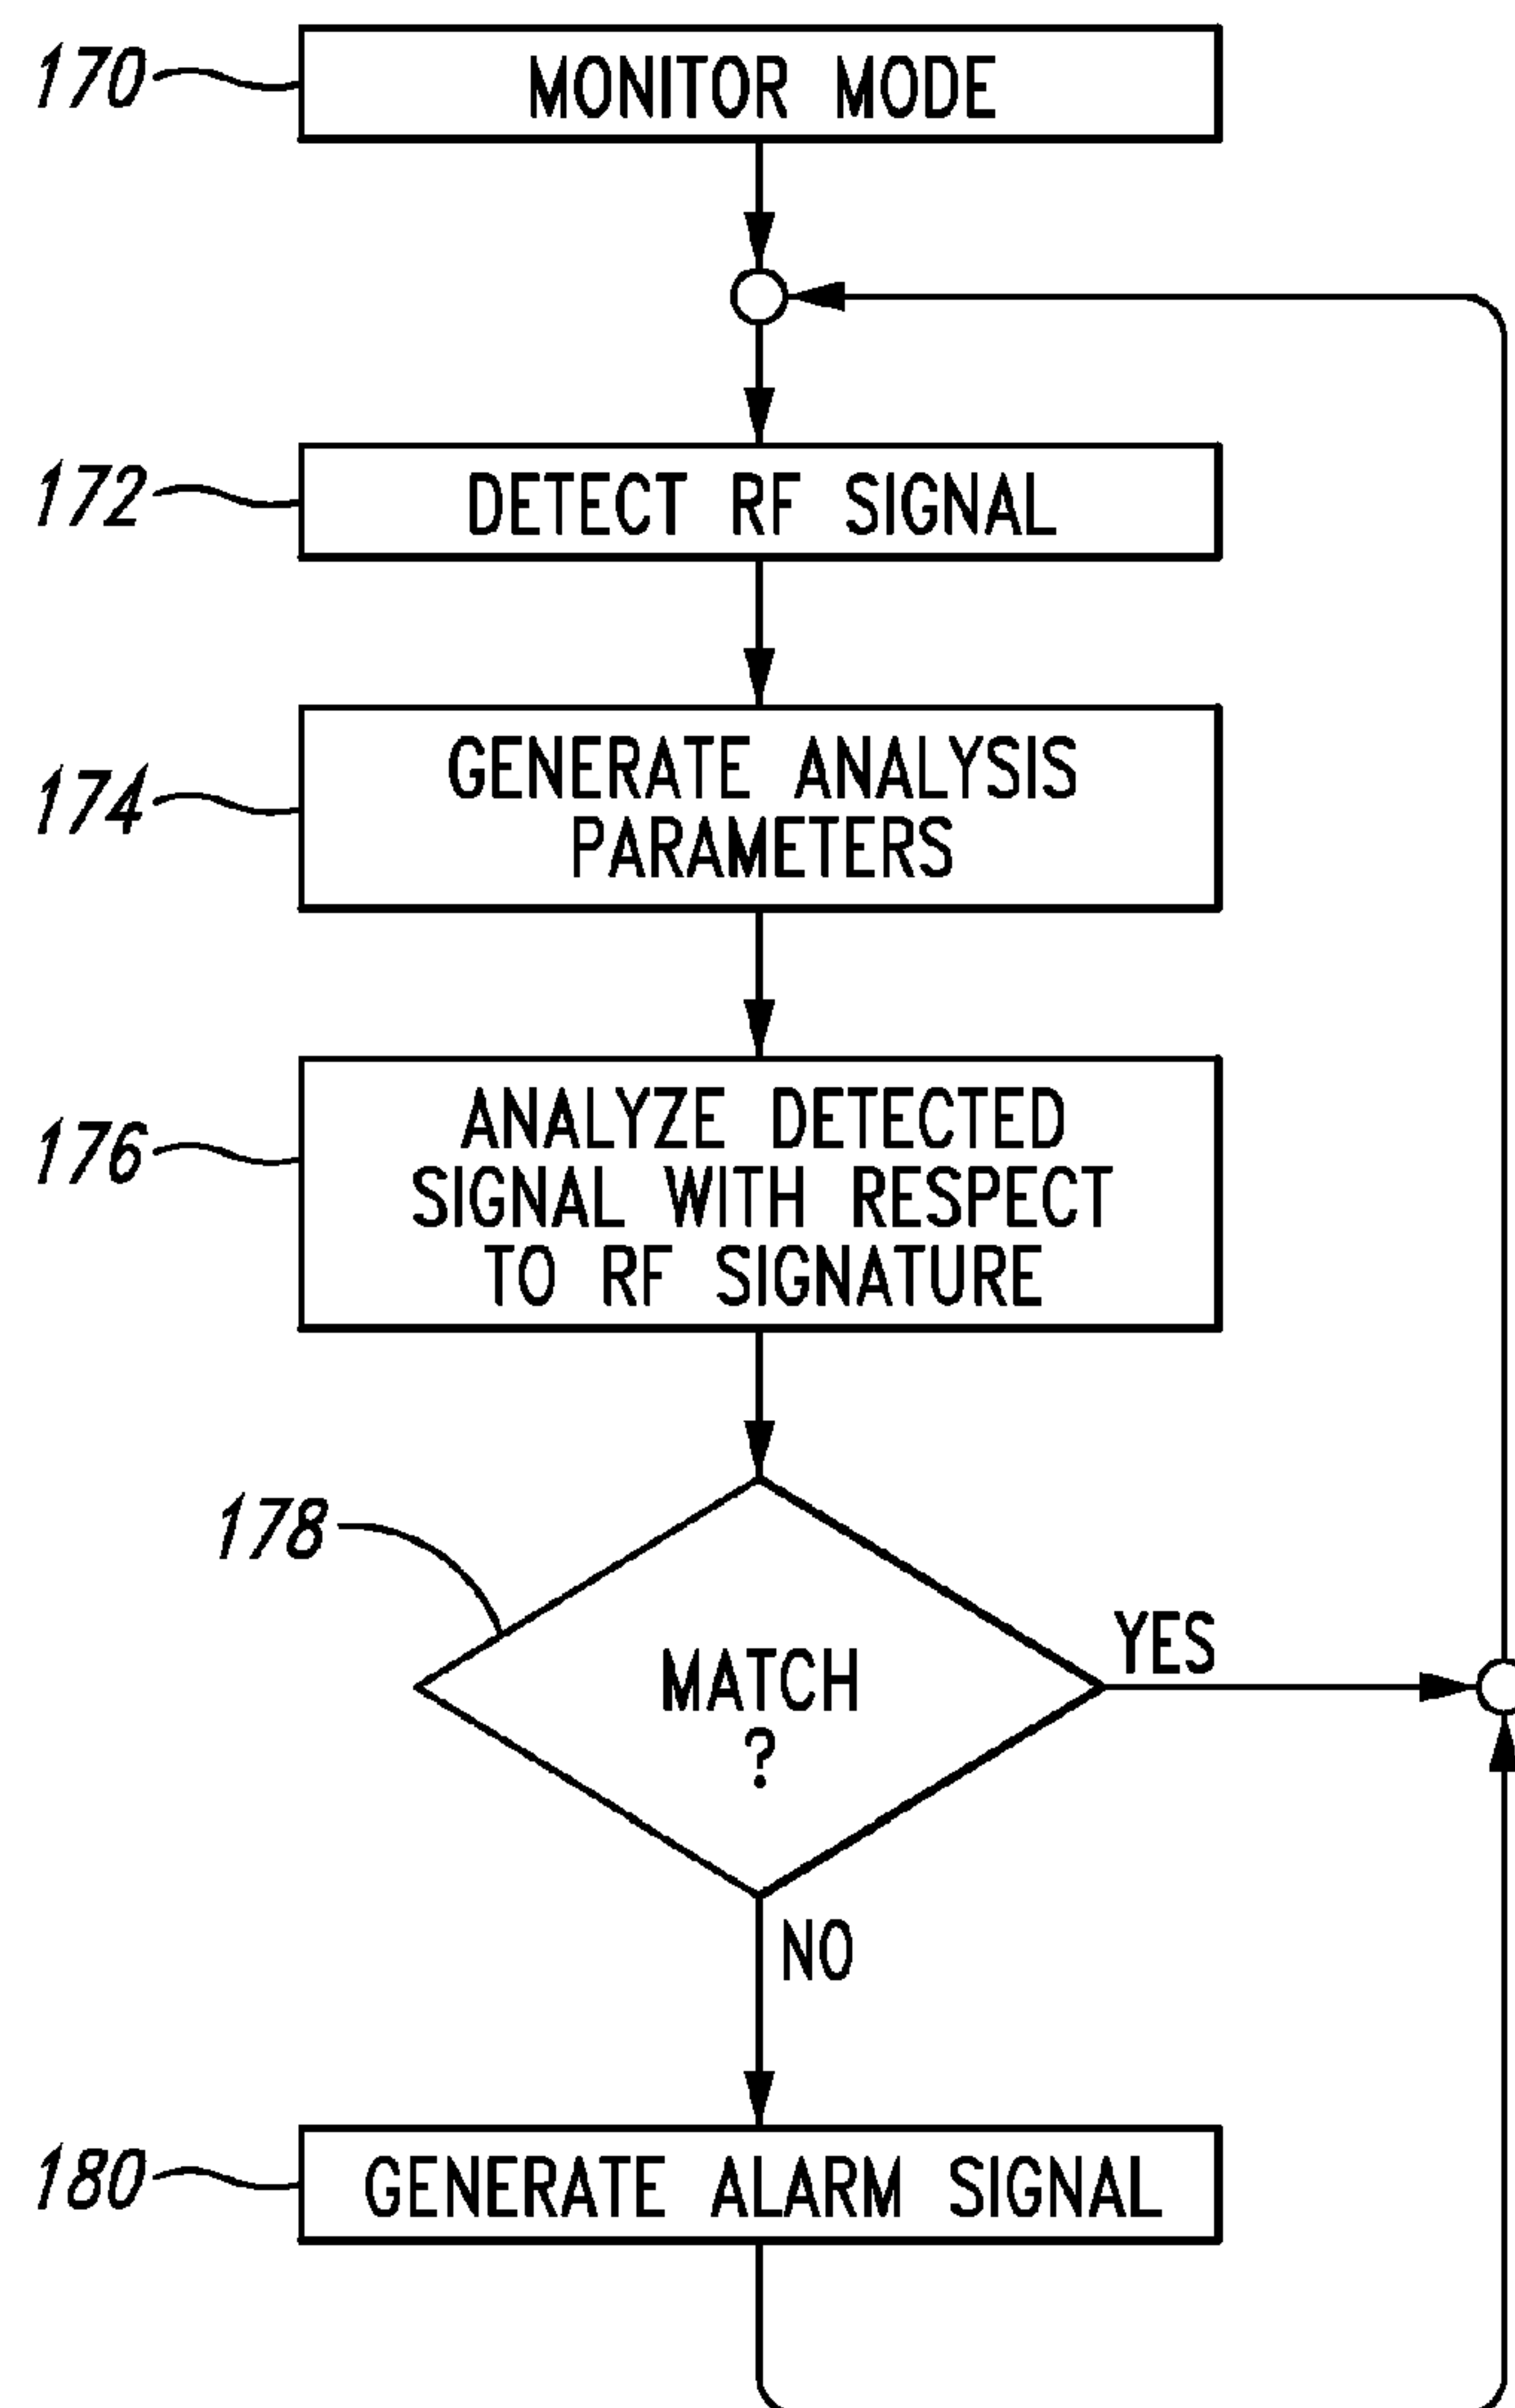 170
MONITOR MODE
172
DETECT RF SIGNAL
174
GENERATE ANALYSIS
PARAMETERS
176
ANALYZE DETECTED
SIGNAL WITH RESPECT
TO RF SIGNATURE
178
MATCH
?
YES
NO
180
GENERATE ALARM SIGNAL